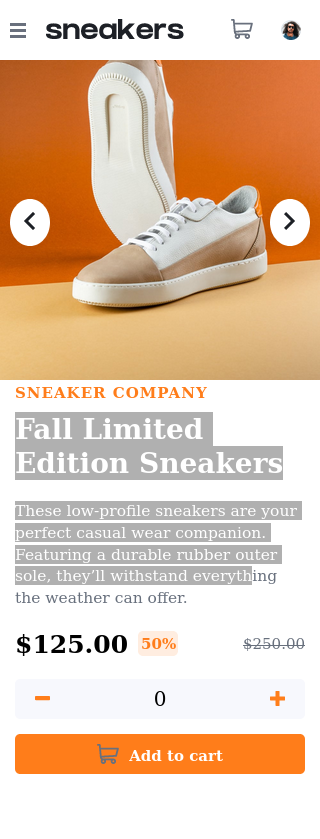 sneakers
SNEAKER COMPANY
Fall Limited
Edition Sneakers
These low-profile sneakers are your
perfect casual wear companion.
Featuring a durable rubber outer
sole, they’ll withstand everything
the weather can offer.
$125.00 50% $250.00
0
Add to cart